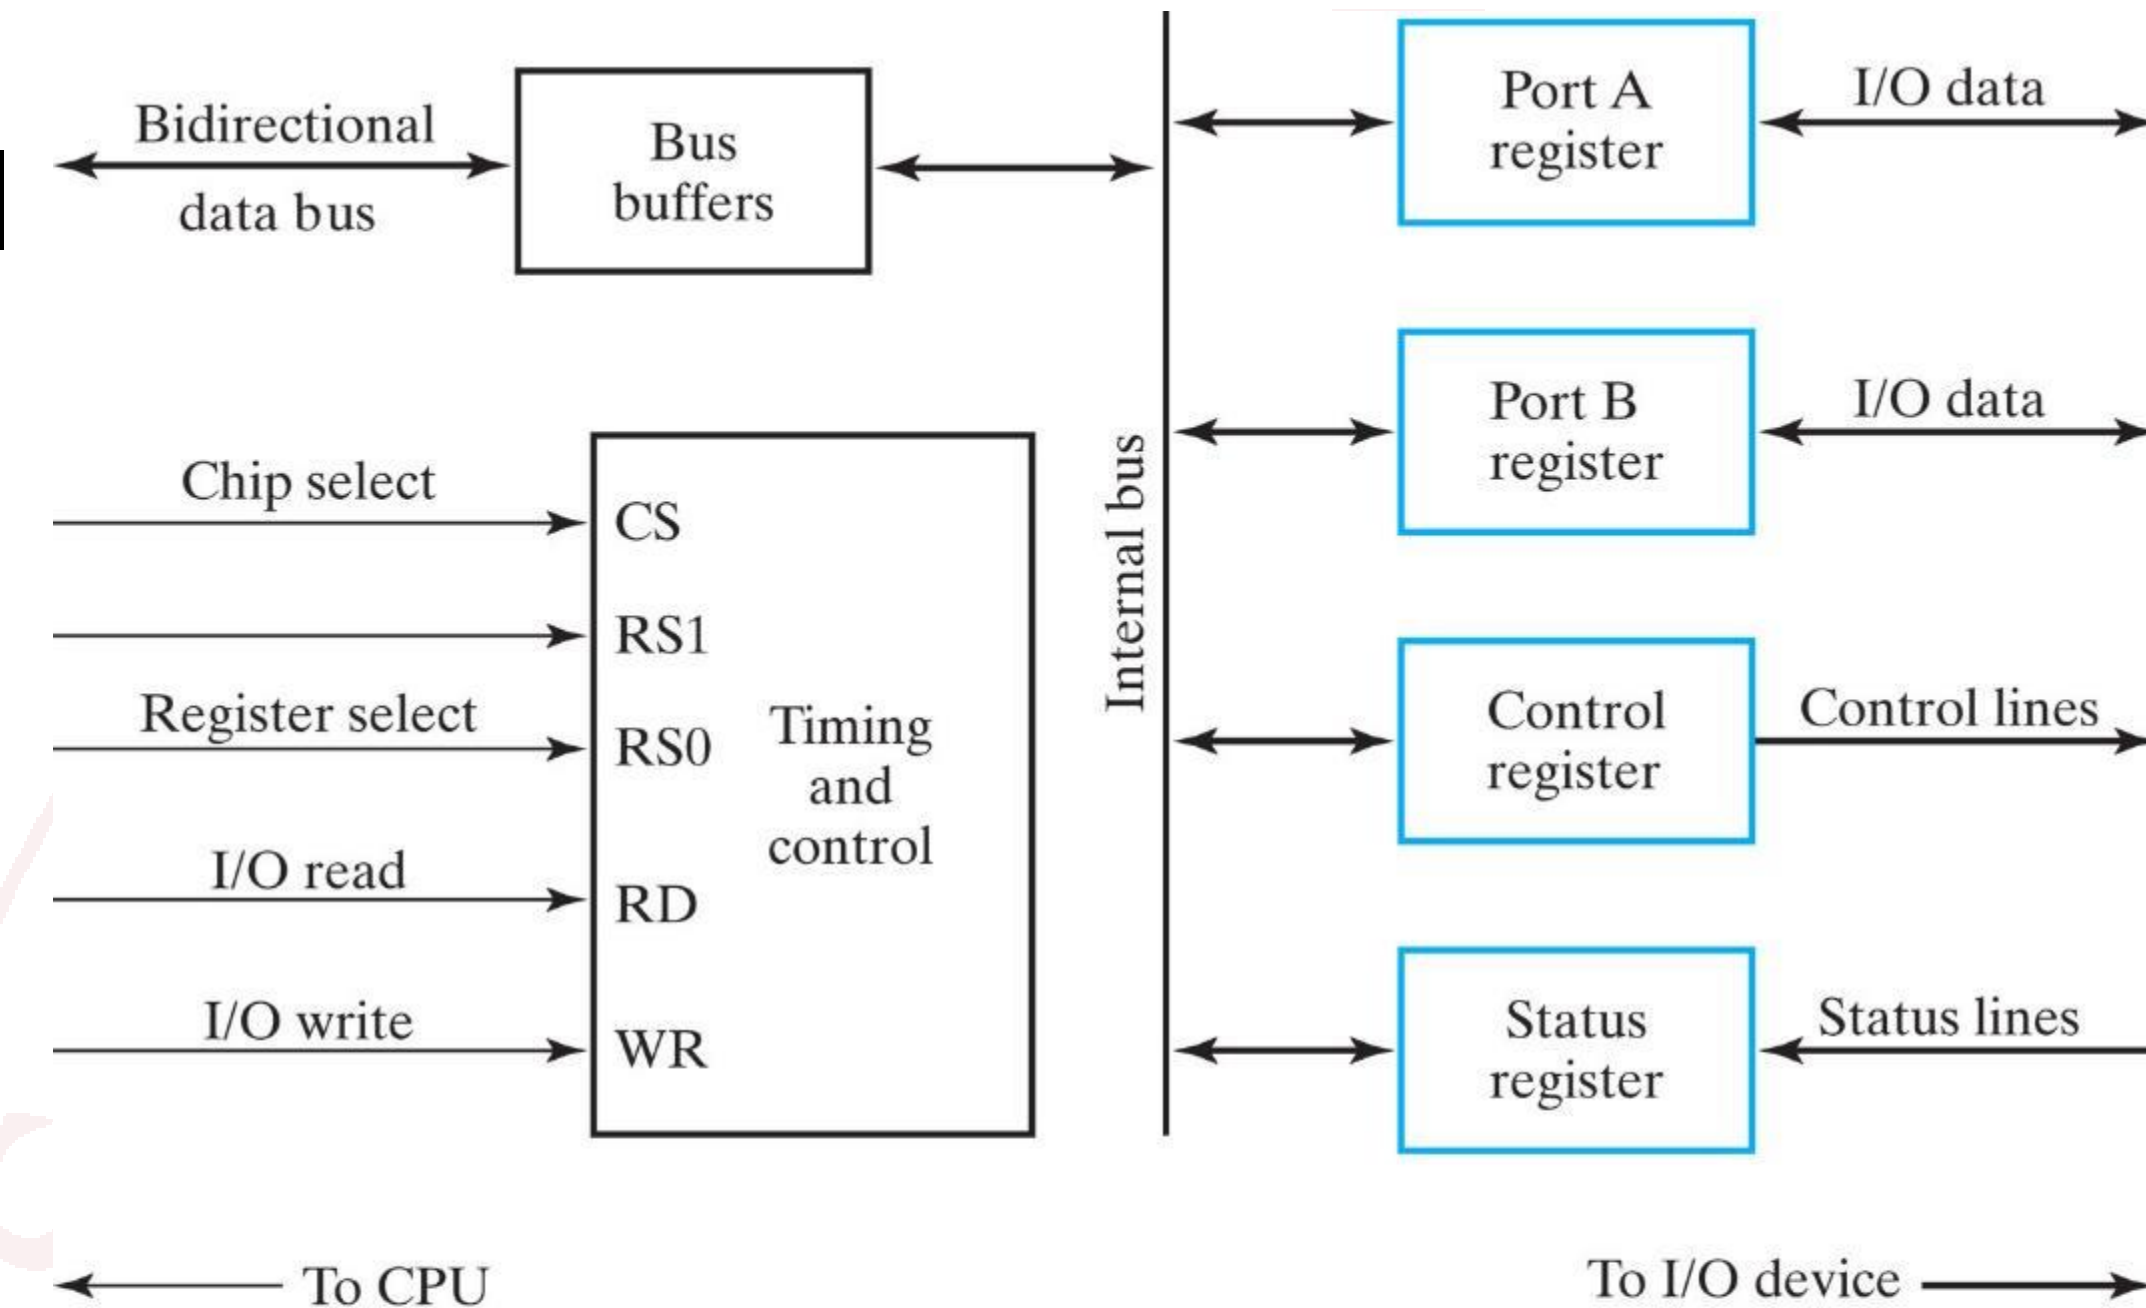 Bidirectional
data bus
Bus
buffers
Port A
register
I/O data
Port B
register
I/O data
Internal bus
Chip select
CS
RS1
Register select
RS0
Timing
and
control
I/O read
RD
I/O write
WR
Control
register
Control lines
Status
register
Status lines
To CPU
To I/O device